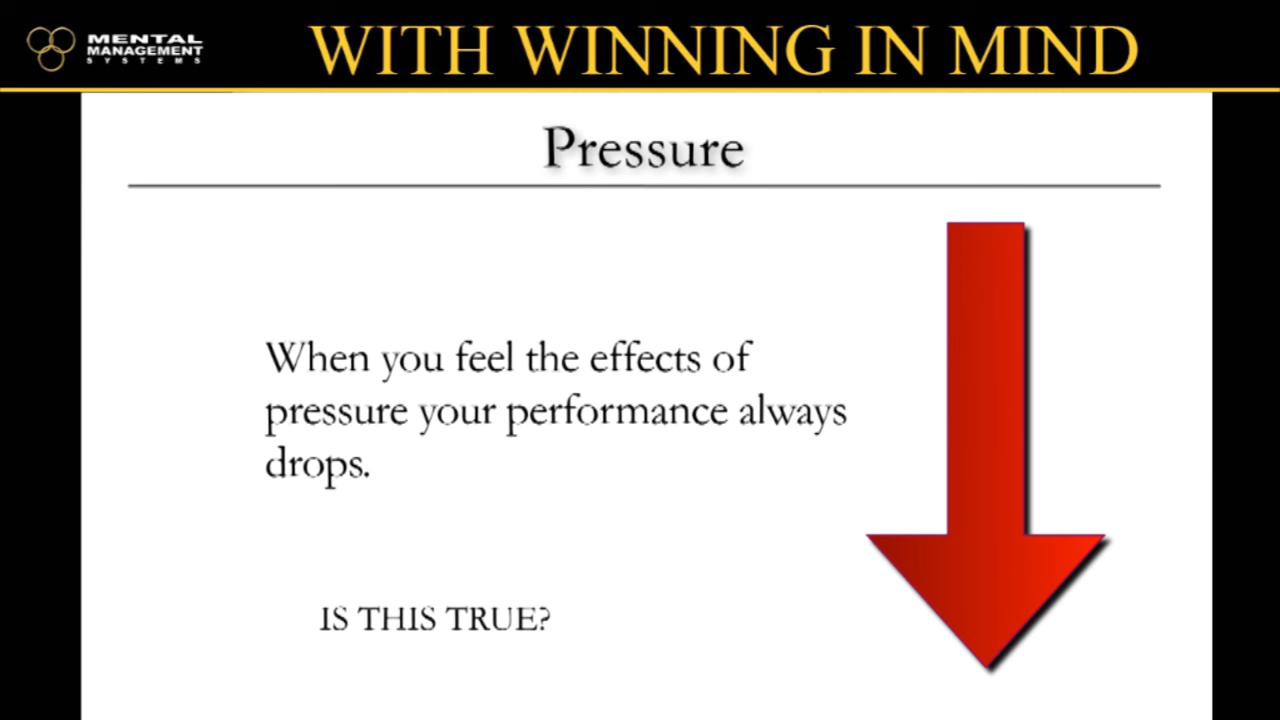 MENTAL
MANAGEMENT
SYSTEMS
WITH WINNING IN MIND
Pressure
When you feel the effects of
pressure your performance always
drops.
IS THIS TRUE?